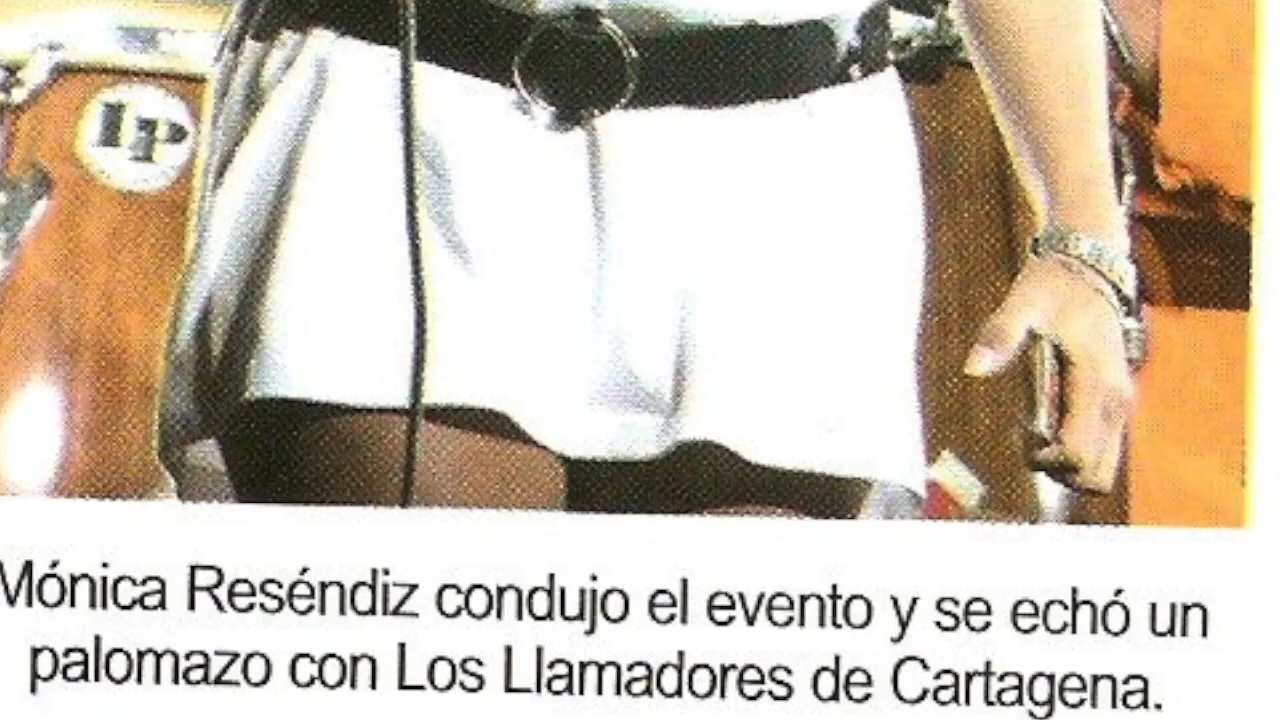 LP
Mónica Reséndiz condujo el evento y se echó un
palomazo con Los Llamadores de Cartagena.